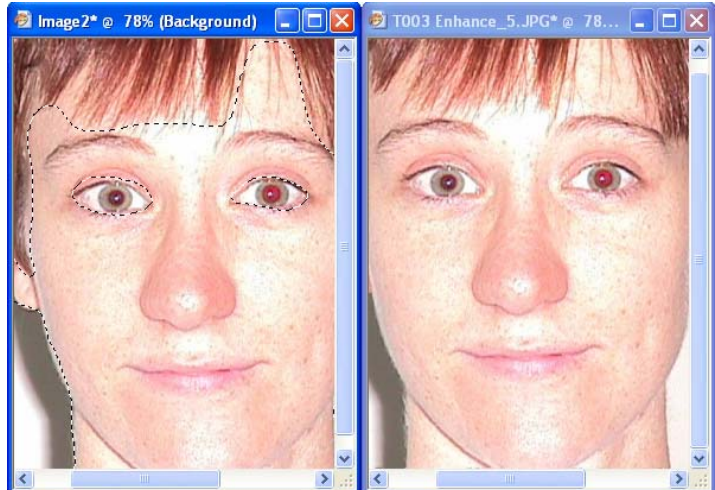 Image2* @ 78% (Background)
T003 Enhance_5.JPG* @ 78...